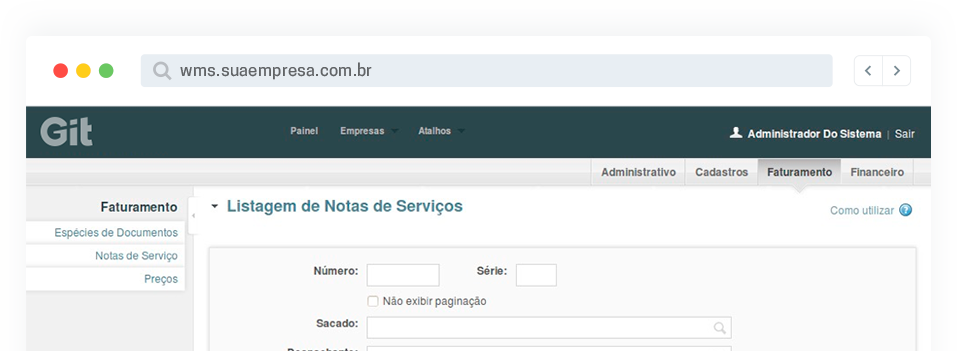 wms.suaempresa.com.br
Git
Painel Empresas Atalhos
Administrador Do Sistema | Sair
Administrativo Cadastros Faturamento Financeiro
Faturamento
Espécies de Documentos
Notas de Serviço
Preços
Listagem de Notas de Serviços
Como utilizar
Número: Série:
Não exibir paginação
Sacado: